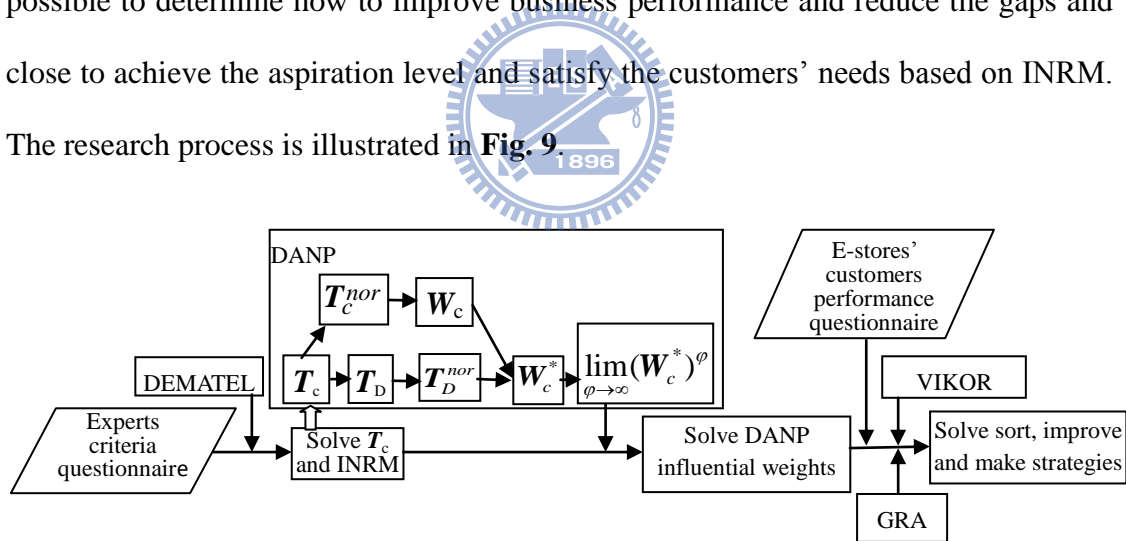 possible to determine how to improve business performance and reduce the gaps and
close to achieve the aspiration level and satisfy the customers’ needs based on INRM.
The research process is illustrated in Fig. 9.
1896
DANP
E-stores’
customers
performance
questionnaire
T_c^{nor}
W_c
DEMATEL
T_c
T_D
T_D^{nor}
W_c^*
lim_{φ→∞}(W_c^*)^φ
VIKOR
Experts
criteria
questionnaire
Solve T_c
and INRM
Solve DANP
influential weights
Solve sort, improve
and make strategies
GRA